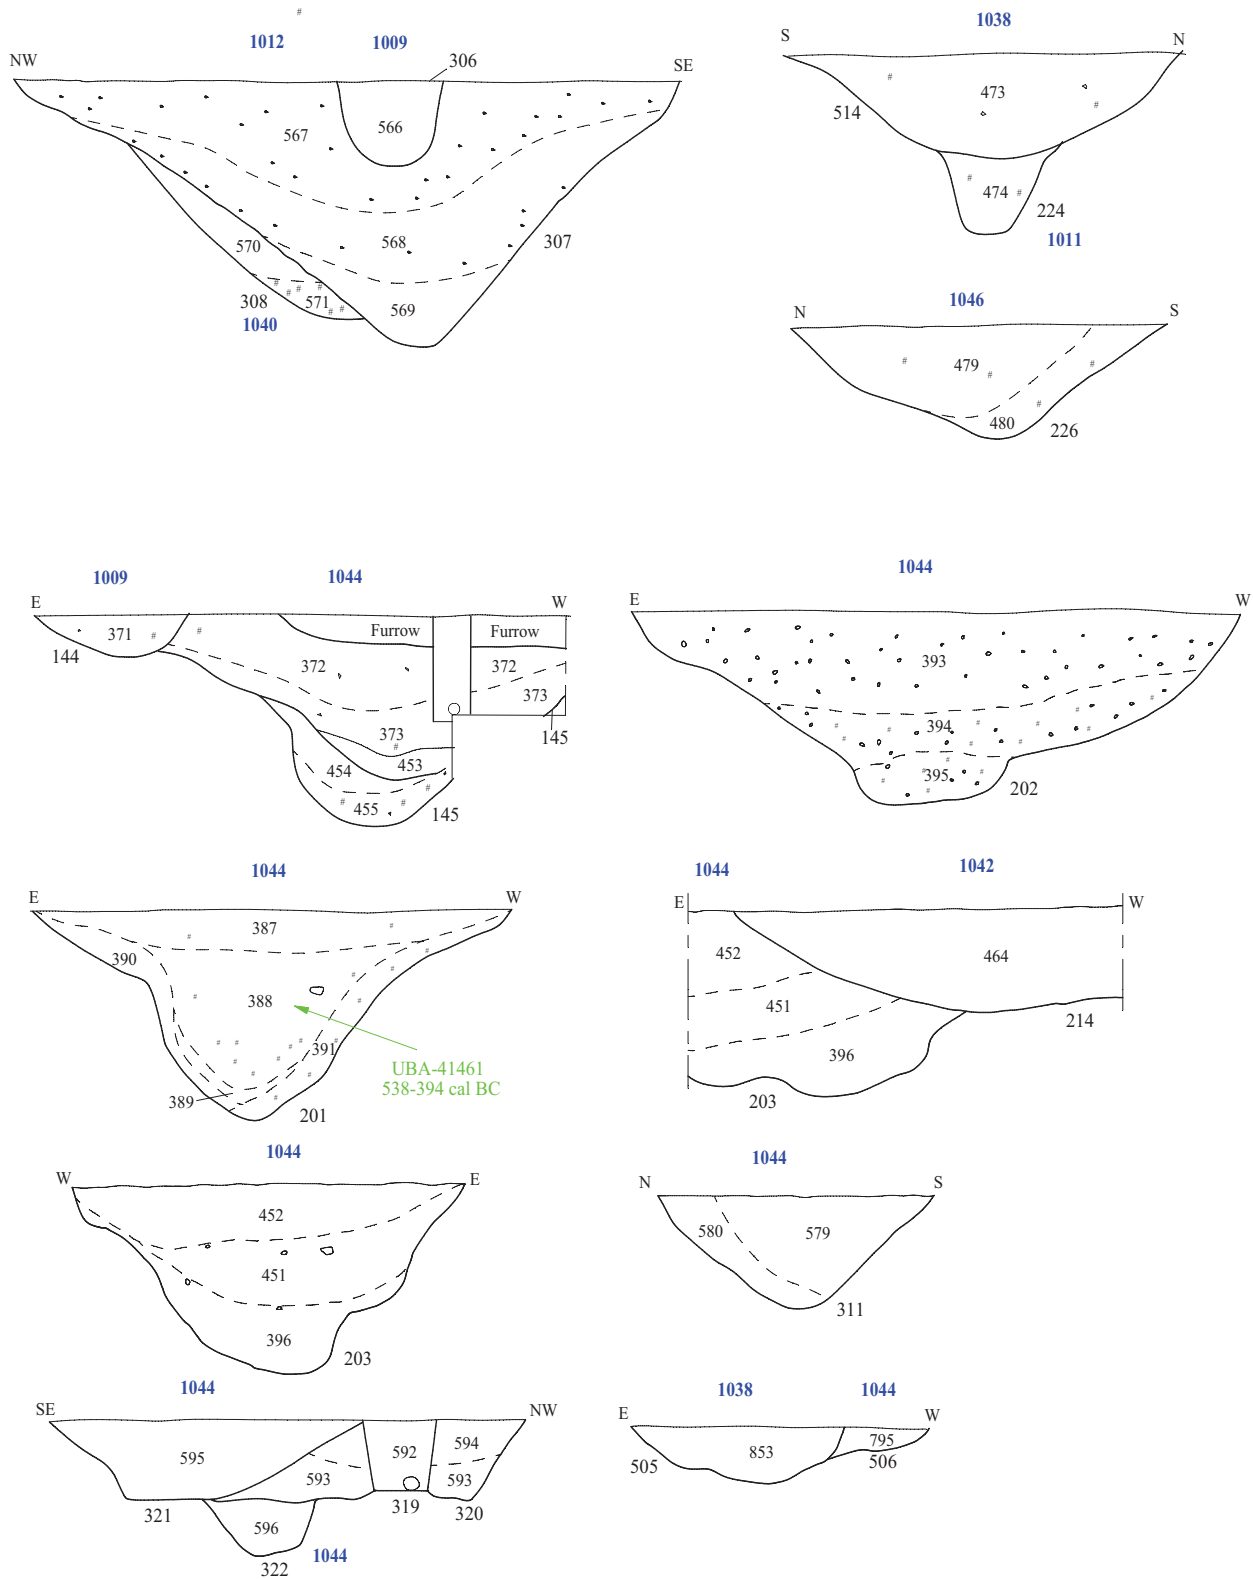 1012 1009
NW 306 SE
567 566
568
570 307
308 571 569
1040
1038
S N
473
514
474
224
1011
1046
N S
479
480
226
1009 1044
E W
371 Furrow Furrow
144 372 372
373 373
145
454 453
455 145
1044
E W
393
394
395
202
1044
E W
387
390
388
391
UBA-41461
538-394 cal BC
389
201
1044 1042
E W
452 464
451
396 214
203
1044
W E
452
451
396
203
1044
N S
580 579
311
1044
SE NW
595 592 594
593 593
321 319 320
596
1044
322
1038 1044
E W
853 795
505 506